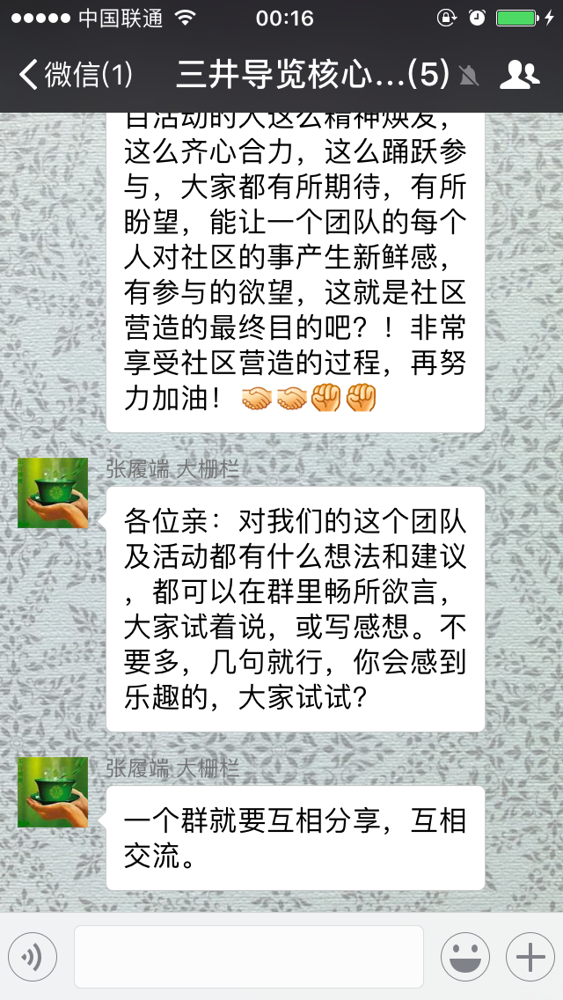 中国联通
00:16
微信(1)
三井导览核心...(5)
自活动的人这么精神焕发，
这么齐心合力，这么踊跃参
与，大家都有所期待，有所
盼望，能让一个团队的每个
人对社区的事产生新鲜感，
有参与的欲望，这就是社区
营造的最终目的吧？！非常
享受社区营造的过程，再努
力加油！🤝🤝✊✊
张履端 大栅栏
各位亲：对我们的这个团队
及活动都有什么想法和建议
，都可以在群里畅所欲言，
大家试着说，或写感想。不
要多，几句就行，你会感到
乐趣的，大家试试？
张履端 大栅栏
一个群就要互相分享，互相
交流。